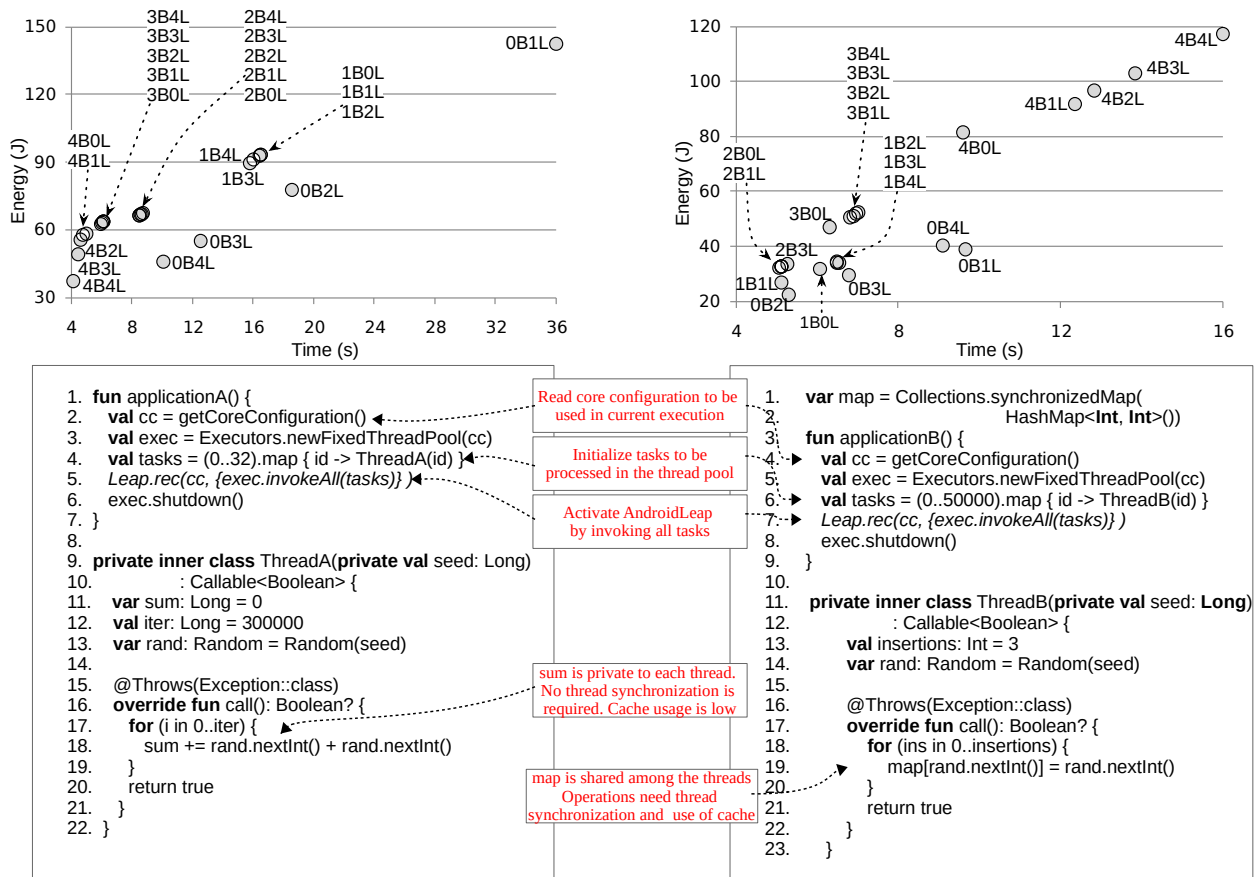 3B4L
3B3L
3B2L
3B1L
3B0L
2B4L
2B3L
2B2L
2B1L
2B0L
1B0L
1B1L
1B2L
0B1L
4B0L
4B1L
1B4L
1B3L
0B2L
0B3L
0B4L
4B2L
4B3L
4B4L
150
120
90
60
30
Energy (J)
4 8 12 16 20 24 28 32 36
Time (s)
3B4L
3B3L
3B2L
3B1L
4B4L
4B3L
4B2L
4B1L
4B0L
1B2L
1B3L
1B4L
2B0L
2B1L
3B0L
2B3L
0B4L
0B1L
1B1L
0B2L
0B3L
1B0L
120
100
80
60
40
20
Energy (J)
4 8 12 16
Time (s)
1. fun applicationA() {
2. val cc = getCoreConfiguration()
3. val exec = Executors.newFixedThreadPool(cc)
4. val tasks = (0..32).map { id -> ThreadA(id) }
5. Leap.rec(cc, {exec.invokeAll(tasks)} )
6. exec.shutdown()
7. }
8.
9. private inner class ThreadA(private val seed: Long)
10. : Callable<Boolean> {
11. var sum: Long = 0
12. val iter: Long = 300000
13. var rand: Random = Random(seed)
14.
15. @Throws(Exception::class)
16. override fun call(): Boolean? {
17. for (i in 0..iter) {
18. sum += rand.nextInt() + rand.nextInt()
19. }
20. return true
21. }
22. }
Read core configuration to be
used in current execution
Initialize tasks to be
processed in the thread pool
Activate AndroidLeap
by invoking all tasks
sum is private to each thread.
No thread synchronization is
required. Cache usage is low
map is shared among the threads
Operations need thread
synchronization and use of cache
1. var map = Collections.synchronizedMap(
2. HashMap<Int, Int>())
3. fun applicationB() {
4. val cc = getCoreConfiguration()
5. val exec = Executors.newFixedThreadPool(cc)
6. val tasks = (0..50000).map { id -> ThreadB(id) }
7. Leap.rec(cc, {exec.invokeAll(tasks)} )
8. exec.shutdown()
9. }
10.
11. private inner class ThreadB(private val seed: Long)
12. : Callable<Boolean> {
13. val insertions: Int = 3
14. var rand: Random = Random(seed)
15.
16. @Throws(Exception::class)
17. override fun call(): Boolean? {
18. for (ins in 0..insertions) {
19. map[rand.nextInt()] = rand.nextInt()
20. }
21. return true
22. }
23. }